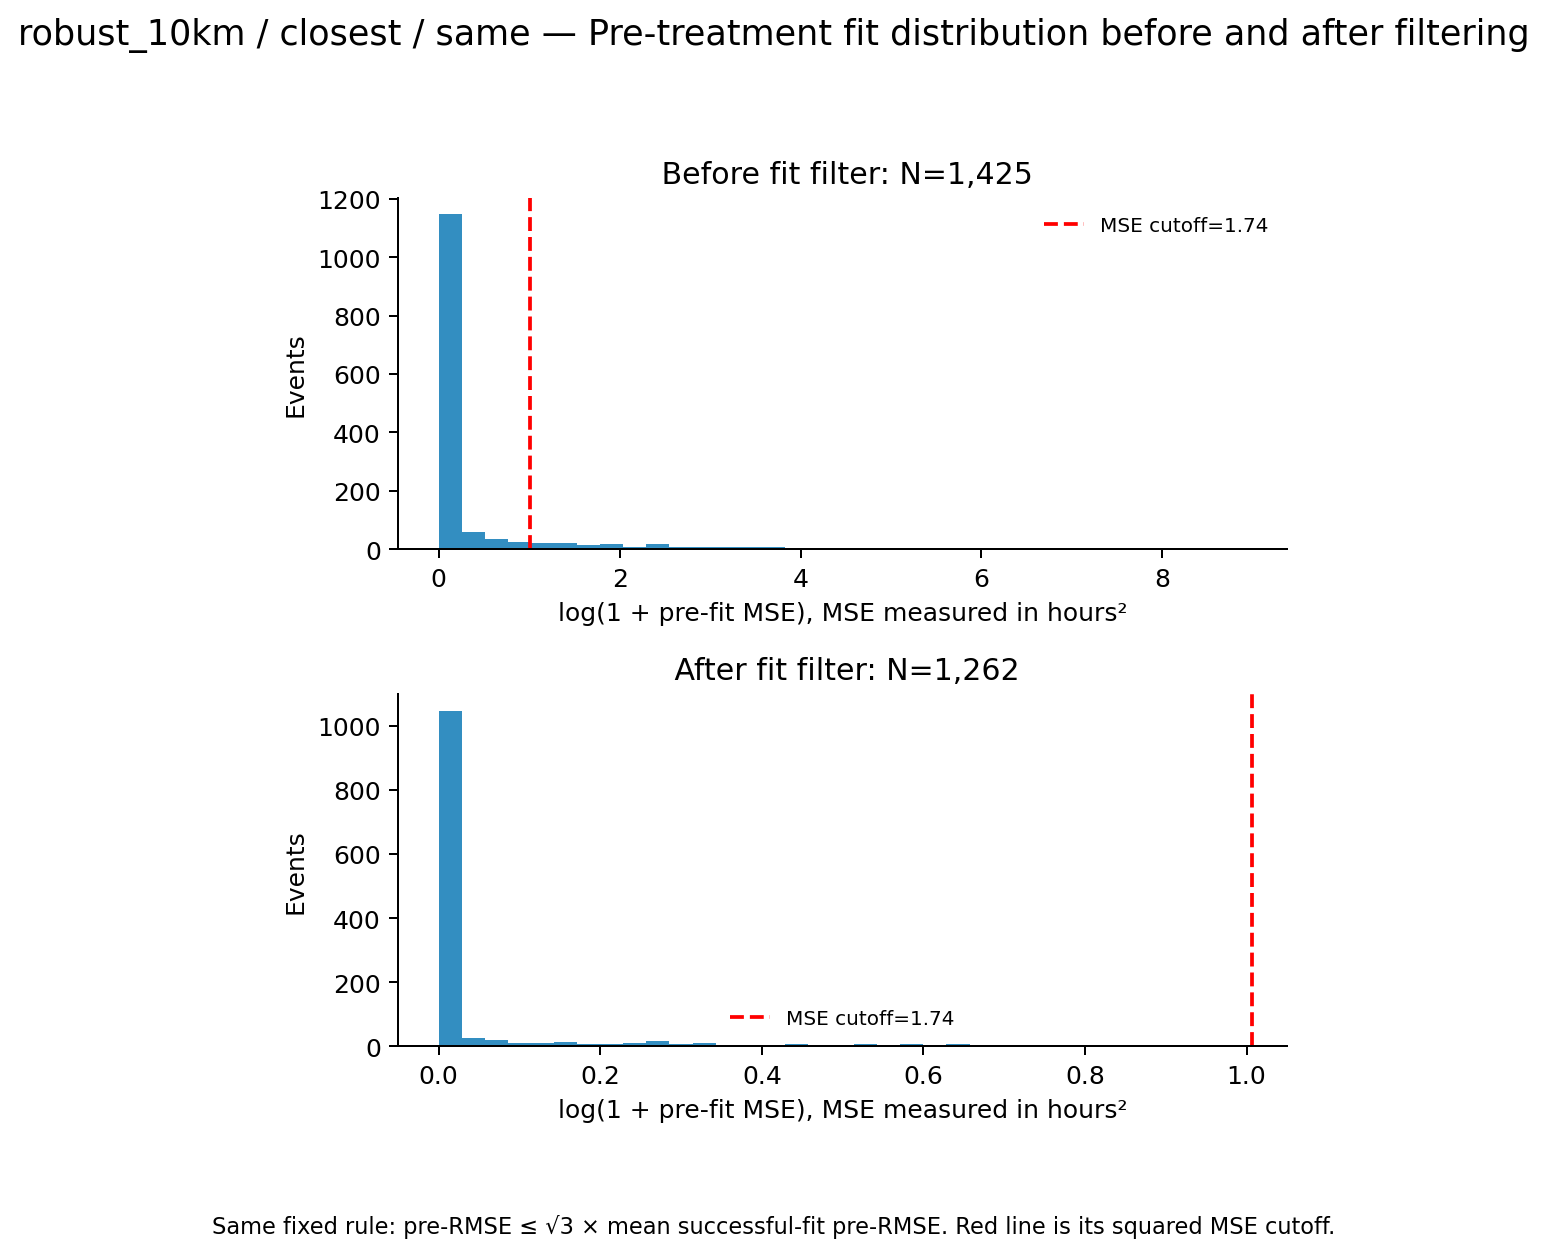 robust_10km / closest / same — Pre-treatment fit distribution before and after filtering
Before fit filter: N=1,425
1200
1000
800
600
400
200
0
Events
MSE cutoff=1.74
0 2 4 6 8
log(1 + pre-fit MSE), MSE measured in hours²
After fit filter: N=1,262
1000
800
600
400
200
0
Events
MSE cutoff=1.74
0.0 0.2 0.4 0.6 0.8 1.0
log(1 + pre-fit MSE), MSE measured in hours²
Same fixed rule: pre-RMSE ≤ √3 × mean successful-fit pre-RMSE. Red line is its squared MSE cutoff.